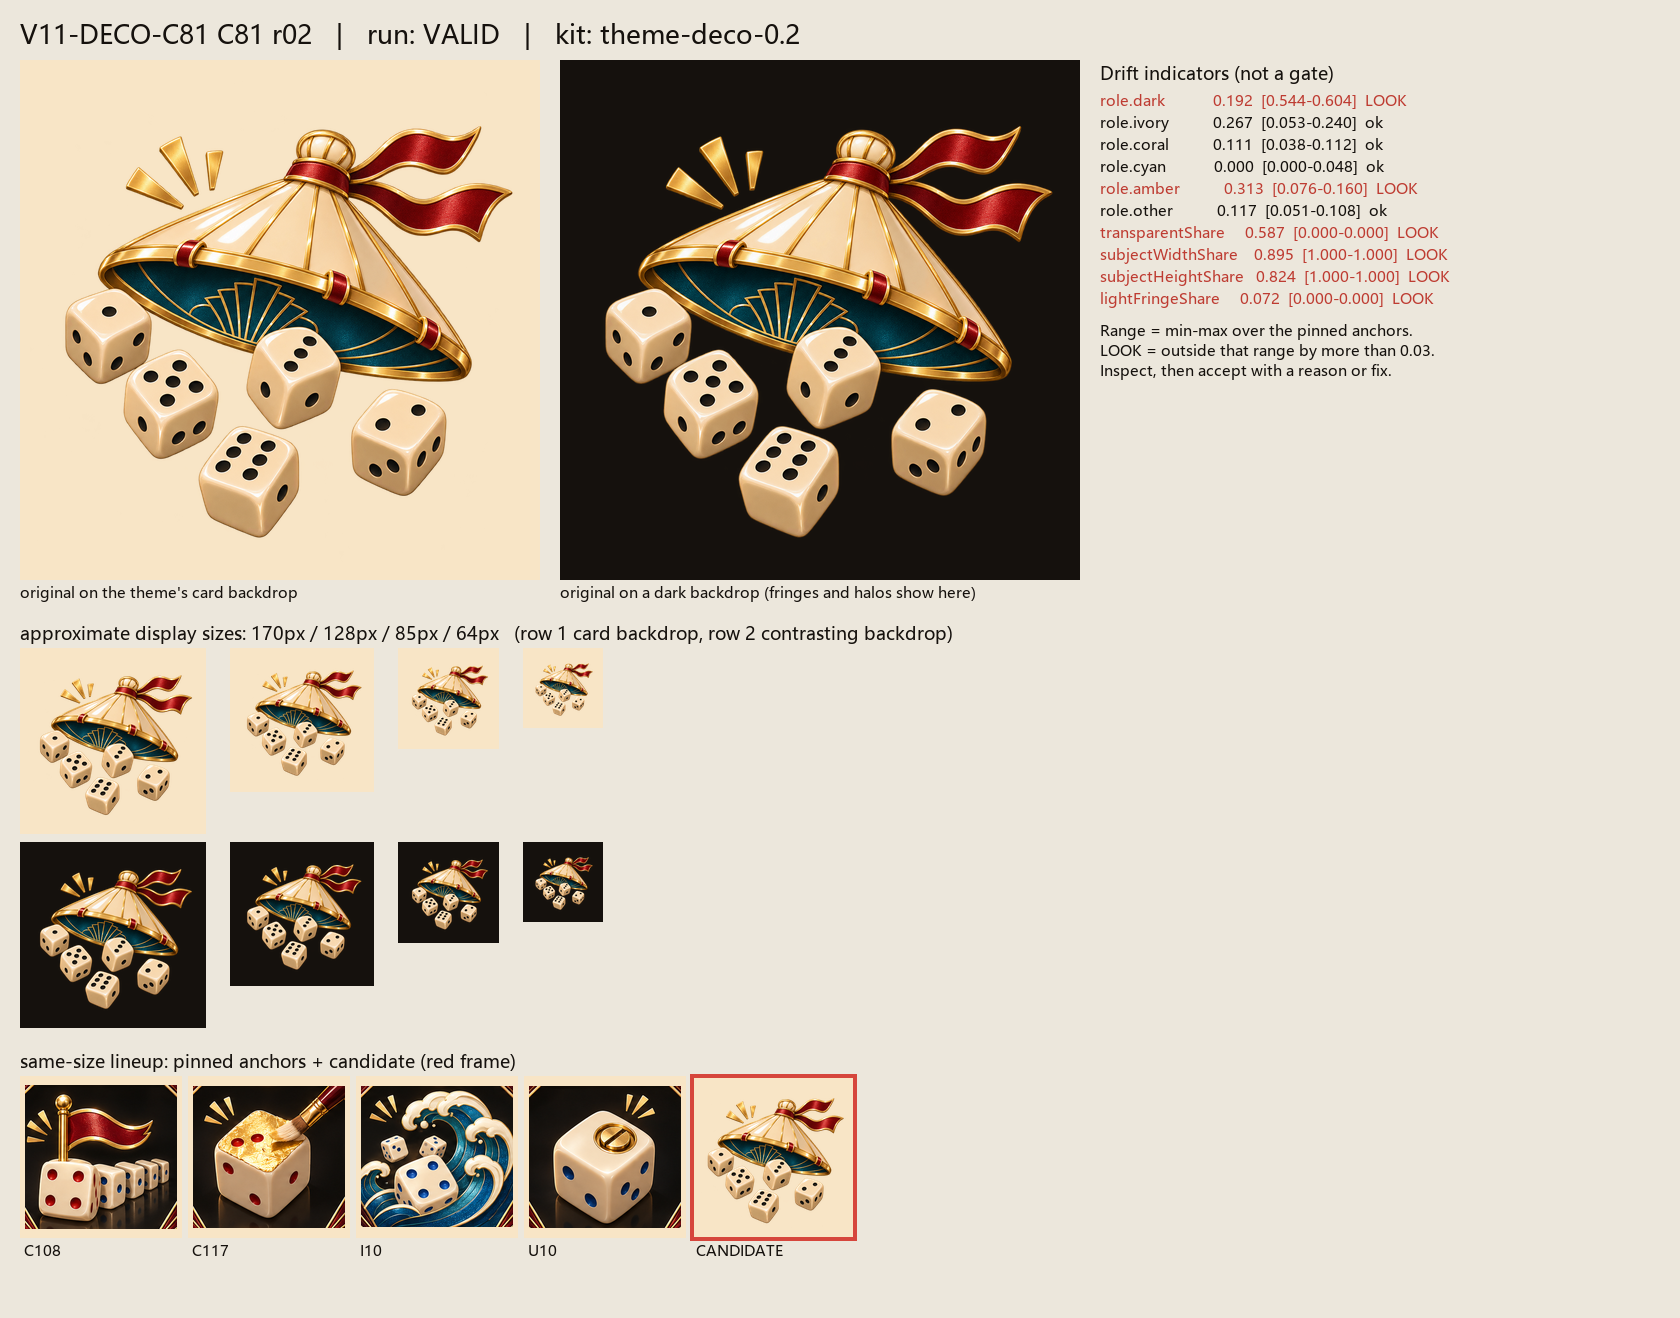 V11-DECO-C81 C81 r02 | run: VALID | kit: theme-deco-0.2
Drift indicators (not a gate)
role.dark 0.192 [0.544-0.604] LOOK
role.ivory 0.267 [0.053-0.240] ok
role.coral 0.111 [0.038-0.112] ok
role.cyan 0.000 [0.000-0.048] ok
role.amber 0.313 [0.076-0.160] LOOK
role.other 0.117 [0.051-0.108] ok
transparentShare 0.587 [0.000-0.000] LOOK
subjectWidthShare 0.895 [1.000-1.000] LOOK
subjectHeightShare 0.824 [1.000-1.000] LOOK
lightFringeShare 0.072 [0.000-0.000] LOOK
Range = min-max over the pinned anchors.
LOOK = outside that range by more than 0.03.
Inspect, then accept with a reason or fix.
original on the theme's card backdrop
original on a dark backdrop (fringes and halos show here)
approximate display sizes: 170px / 128px / 85px / 64px (row 1 card backdrop, row 2 contrasting backdrop)
same-size lineup: pinned anchors + candidate (red frame)
C108
C117
I10
U10
CANDIDATE